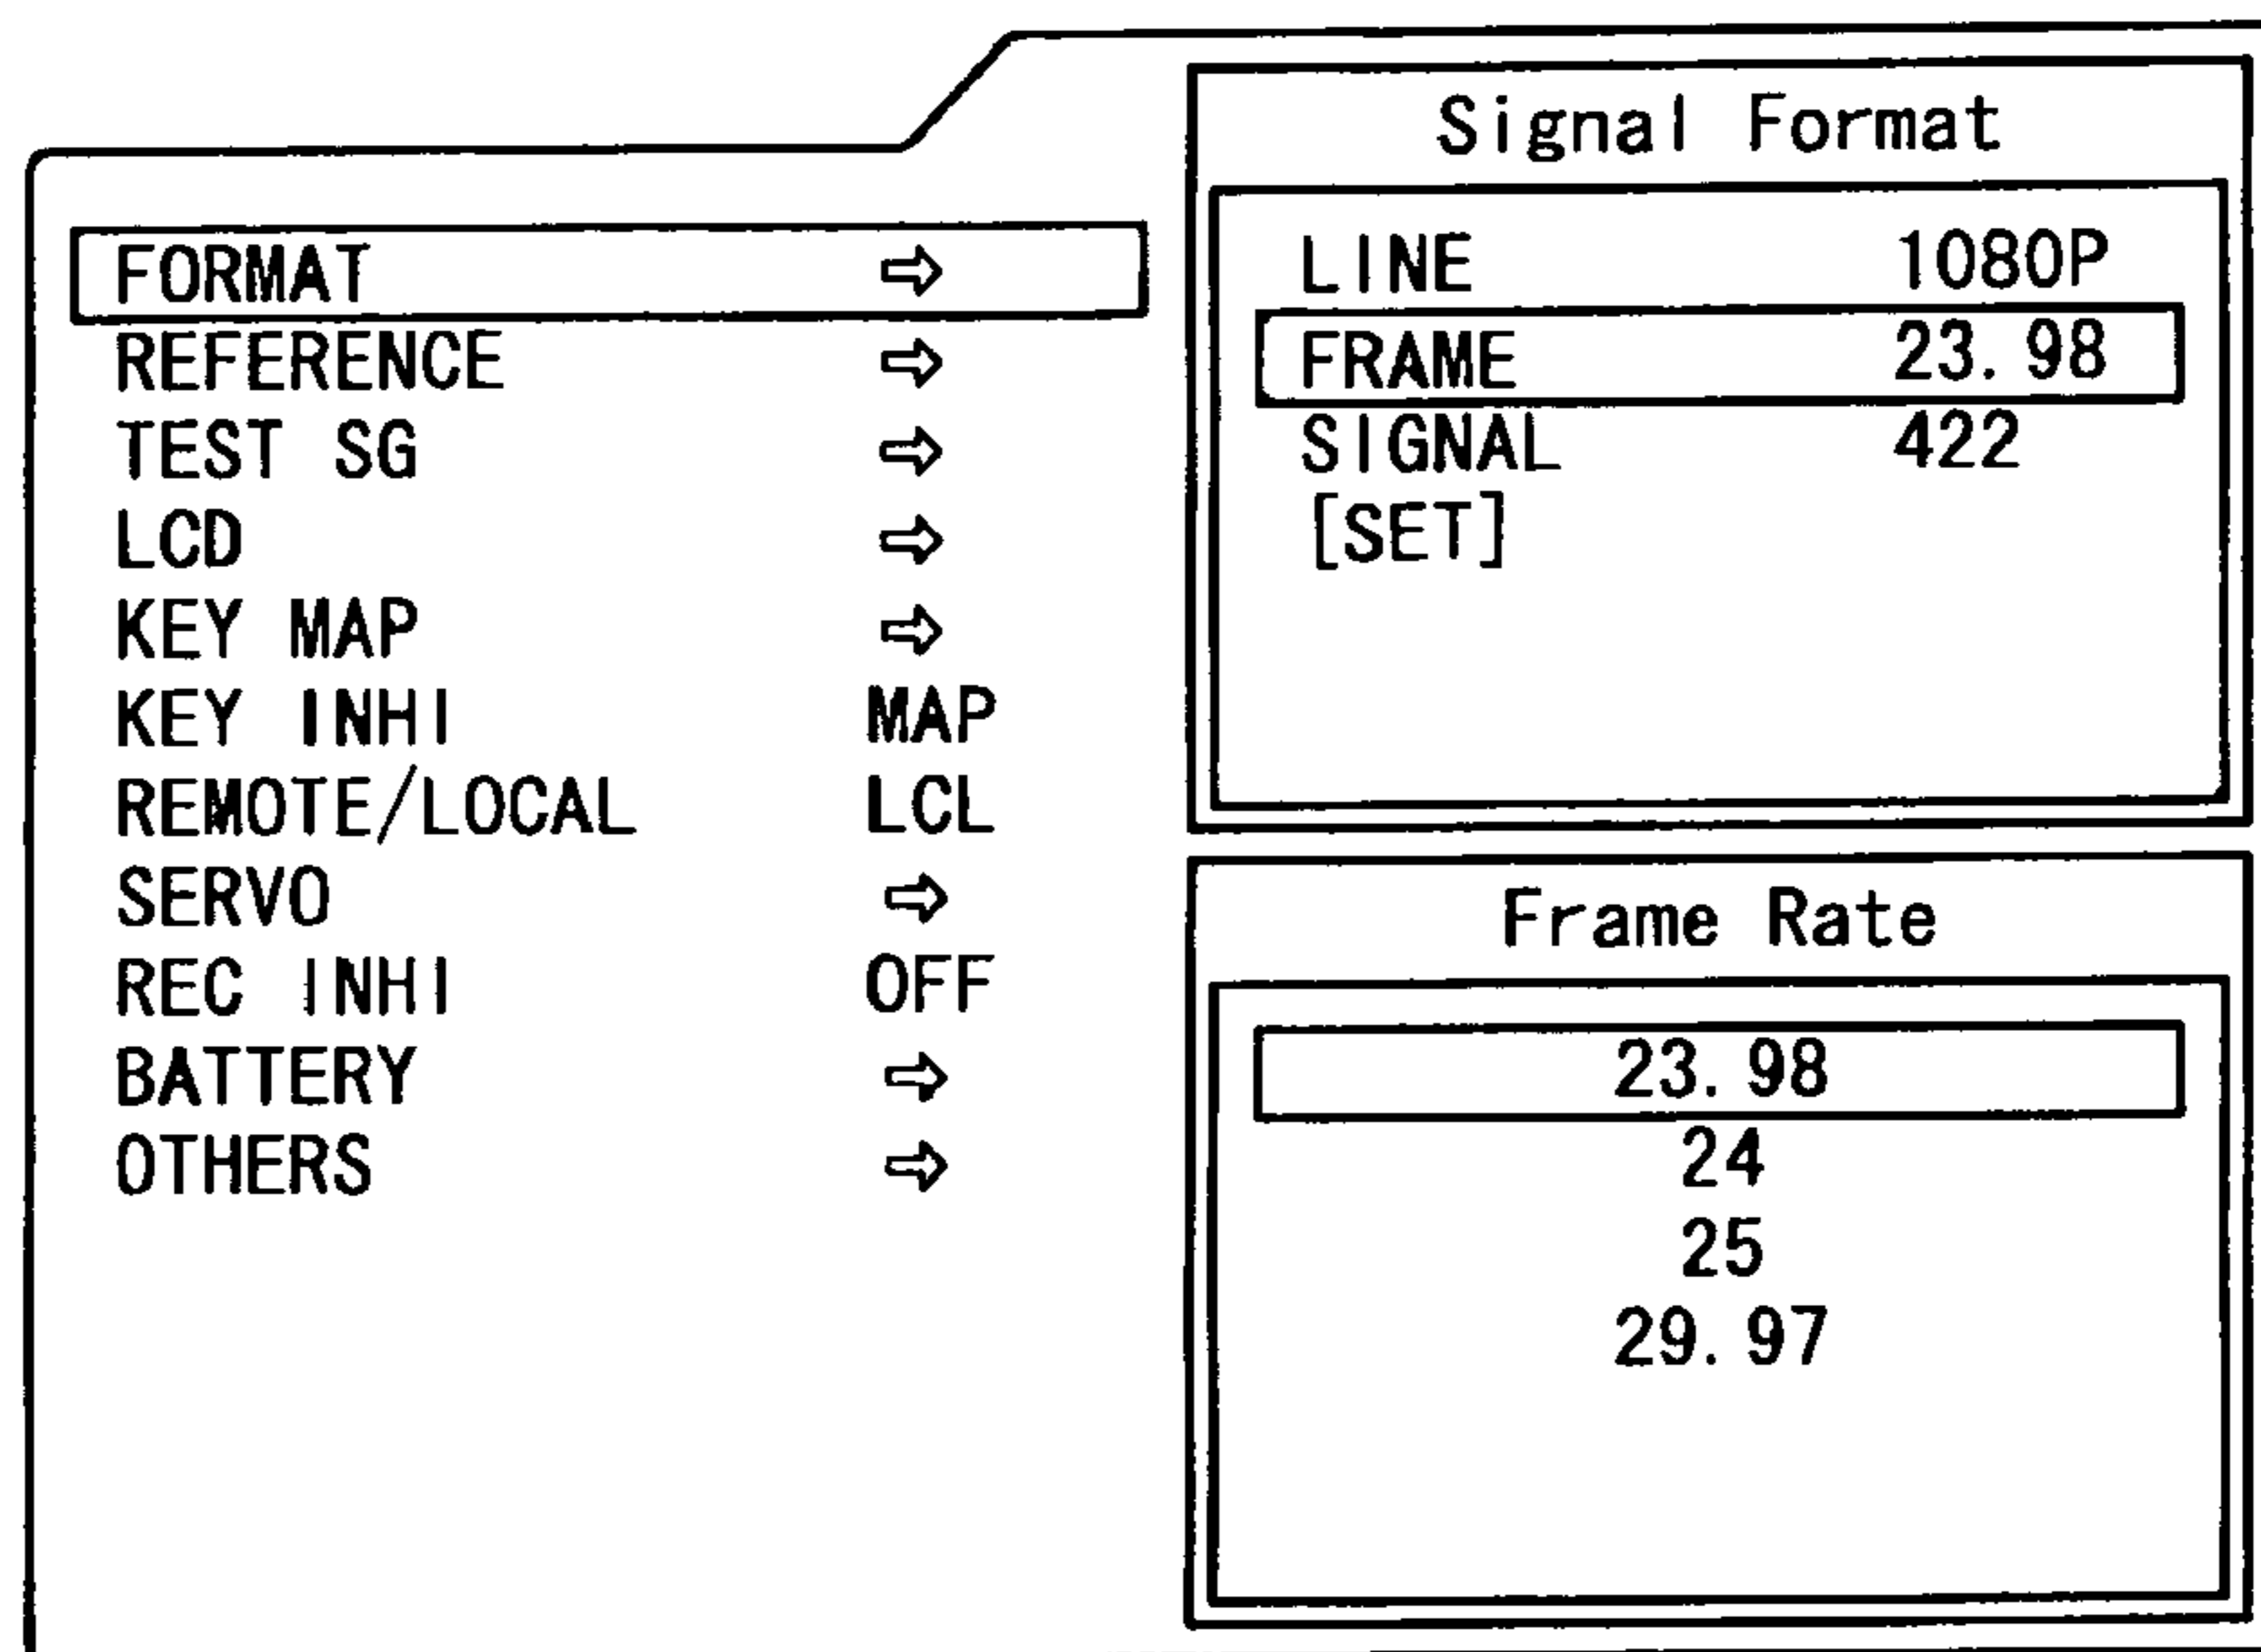 FORMAT ⇨
REFERENCE ⇨
TEST SG ⇨
LCD ⇨
KEY MAP ⇨
KEY INHI MAP
REMOTE/LOCAL LCL
SERVO ⇨
REC INHI OFF
BATTERY ⇨
OTHERS ⇨
Signal Format
LINE 1080P
FRAME 23.98
SIGNAL 422
[SET]
Frame Rate
23.98
24
25
29.97